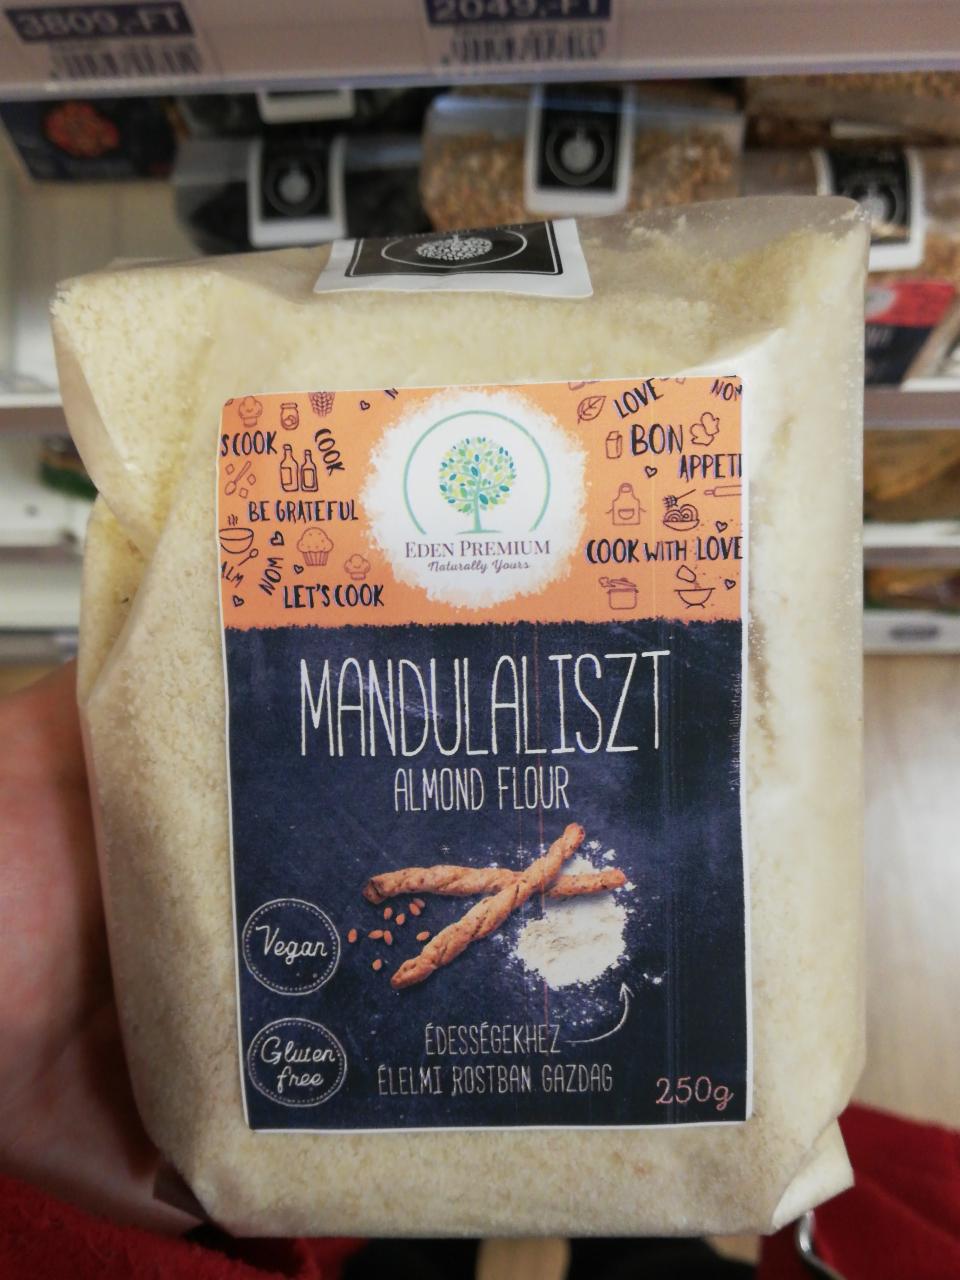 3809,-FT
2049,-FT
LOVE
S COOK
COOK
BE GRATEFUL
NOM
LET'S COOK
BON
APPETI
COOK WITH LOVE
EDEN PREMIUM
Naturally Yours
MANDULALISZT
ALMOND FLOUR
Vegan
Gluten
free
ÉDESSÉGEKHEZ
ÉLELMI ROSTBAN GAZDAG
250g